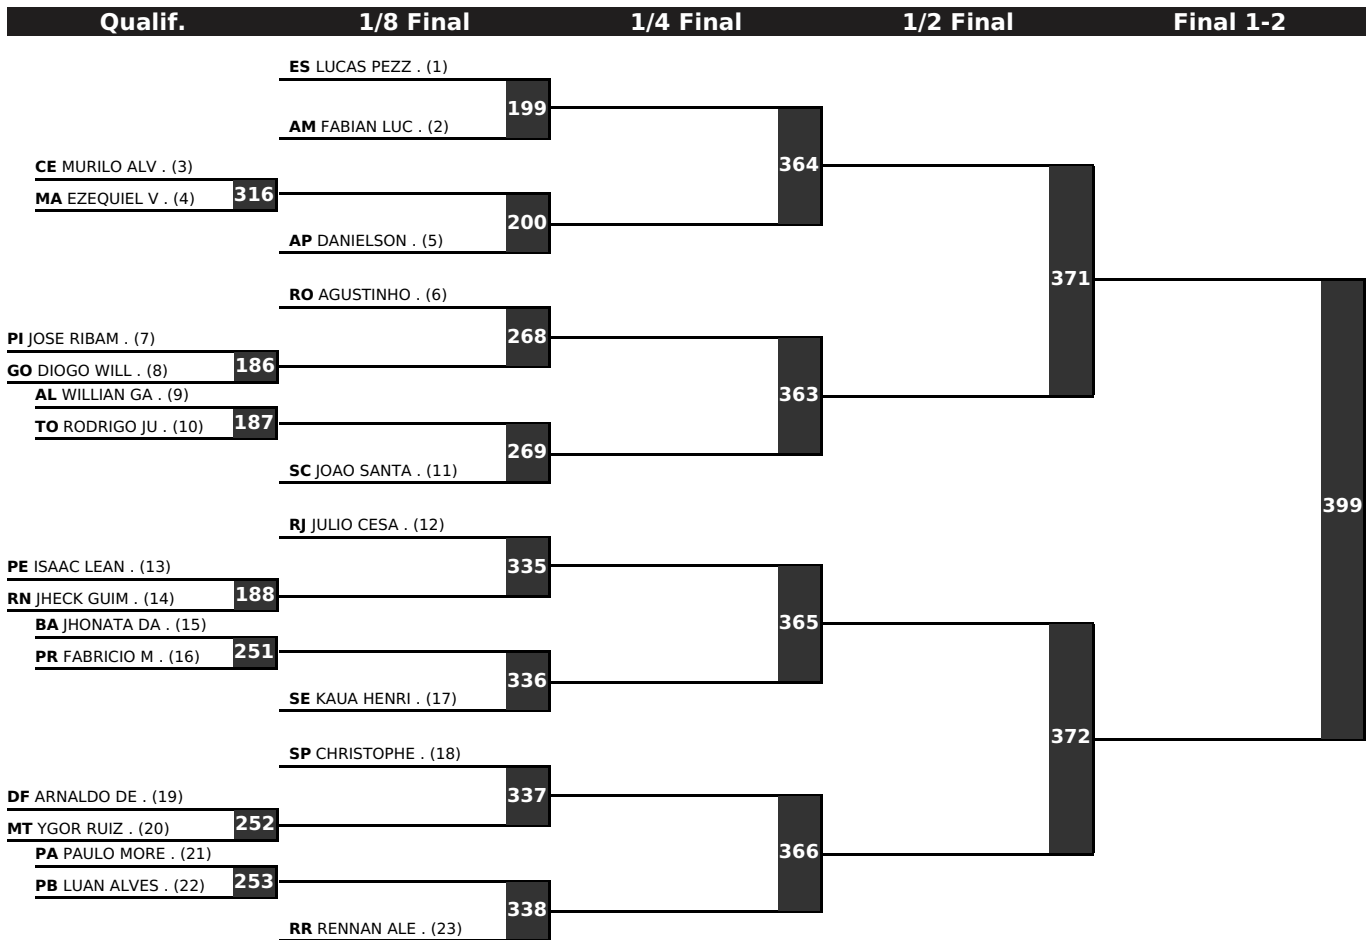 Qualif. 1/8 Final 1/4 Final 1/2 Final Final 1-2
ES LUCAS PEZZ . (1)
199
AM FABIAN LUC . (2)
364
CE MURILO ALV . (3)
316
MA EZEQUIEL V . (4)
200
AP DANIELSON . (5)
371
RO AGUSTINHO . (6)
268
PI JOSE RIBAM . (7)
186
GO DIOGO WILL . (8)
363
AL WILLIAN GA . (9)
187
TO RODRIGO JU . (10)
269
SC JOAO SANTA . (11)
399
RJ JULIO CESA . (12)
335
PE ISAAC LEAN . (13)
188
RN JHECK GUIM . (14)
365
BA JHONATA DA . (15)
251
PR FABRICIO M . (16)
336
SE KAUA HENRI . (17)
372
SP CHRISTOPHE . (18)
337
DF ARNALDO DE . (19)
252
MT YGOR RUIZ . (20)
366
PA PAULO MORE . (21)
253
PB LUAN ALVES . (22)
338
RR RENNAN ALE . (23)